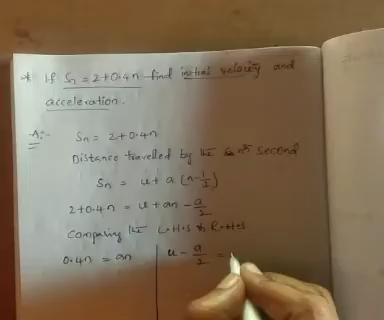 * If Sn = 2+0.4n find initial velocity and
acceleration.
A:-
Sn = 2+0.4n
Distance travelled by the nth second
Sn = u + a (n - 1/2)
2+0.4n = u + an - a/2
Comparing the L.H.S & R.H.S
0.4n = an | u - a/2 =